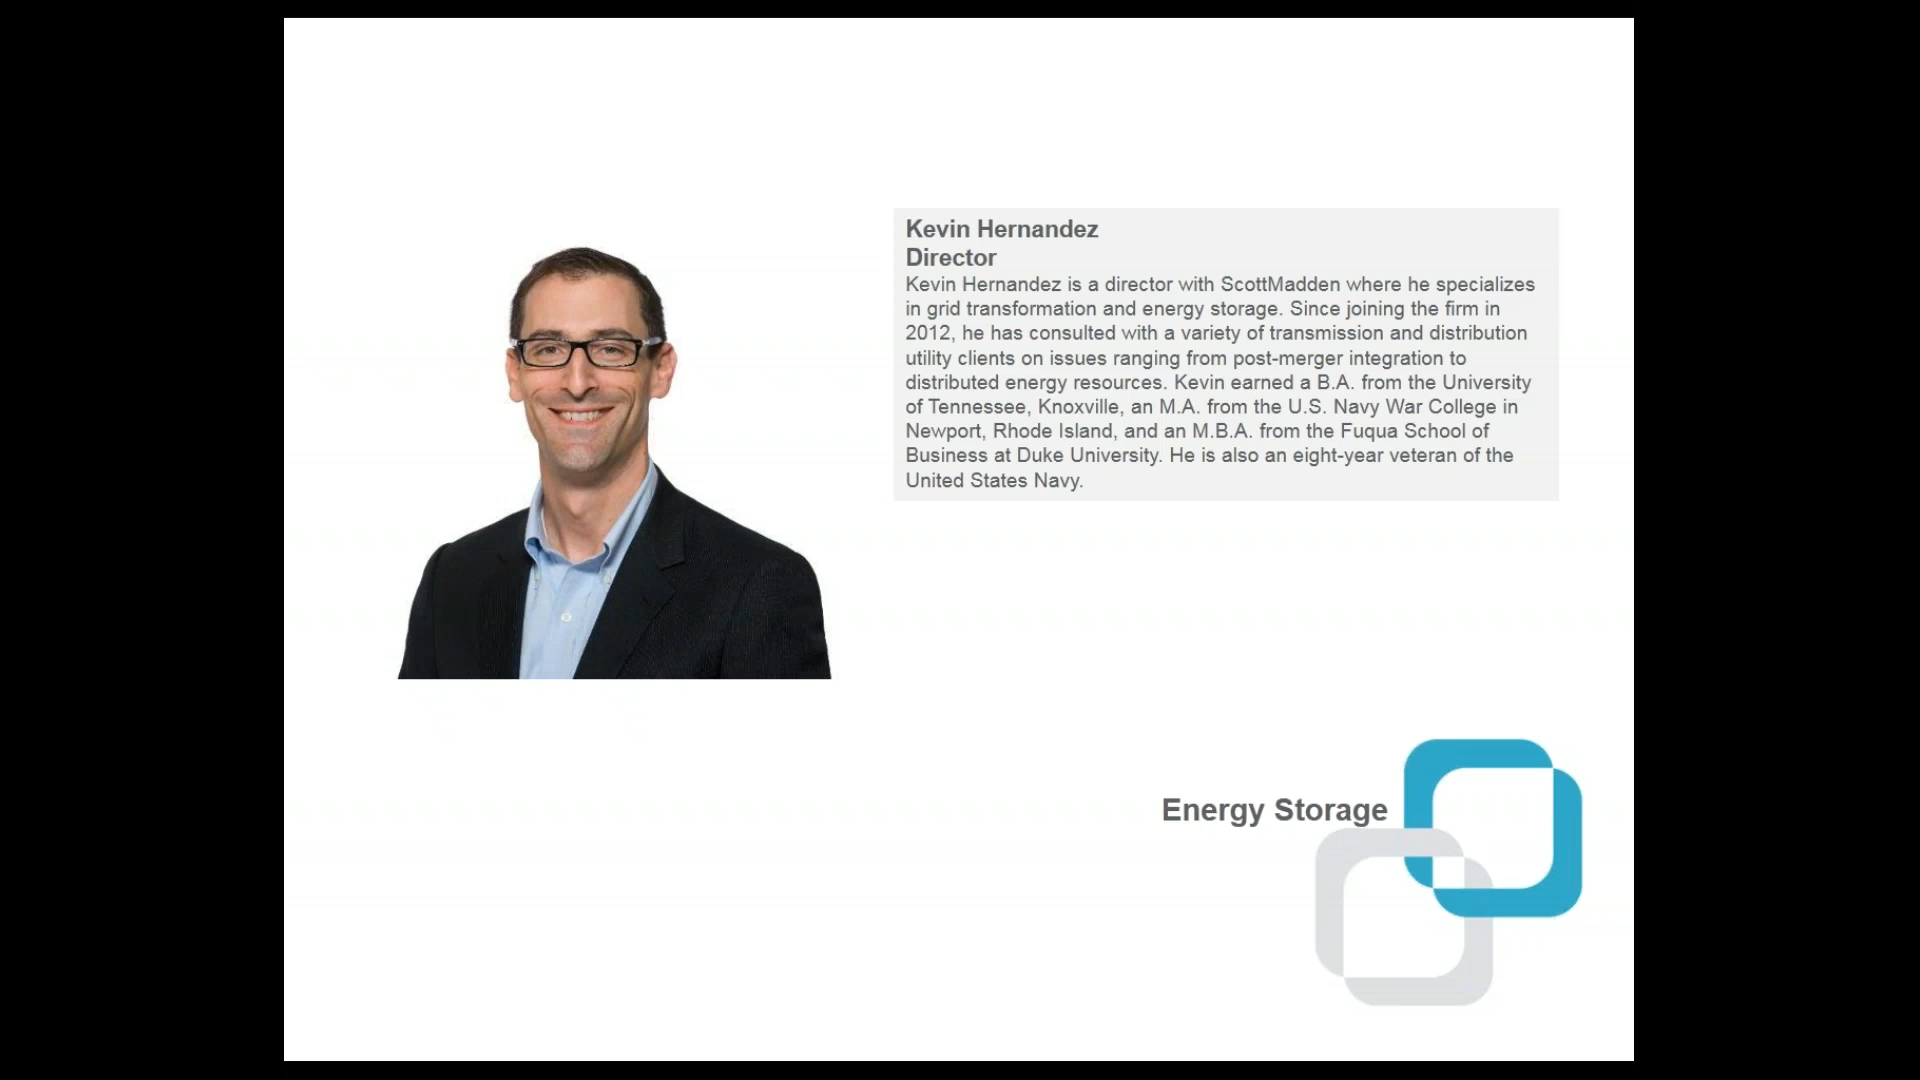 Kevin Hernandez
Director
Kevin Hernandez is a director with ScottMadden where he specializes
in grid transformation and energy storage. Since joining the firm in
2012, he has consulted with a variety of transmission and distribution
utility clients on issues ranging from post-merger integration to
distributed energy resources. Kevin earned a B.A. from the University
of Tennessee, Knoxville, an M.A. from the U.S. Navy War College in
Newport, Rhode Island, and an M.B.A. from the Fuqua School of
Business at Duke University. He is also an eight-year veteran of the
United States Navy.
Energy Storage